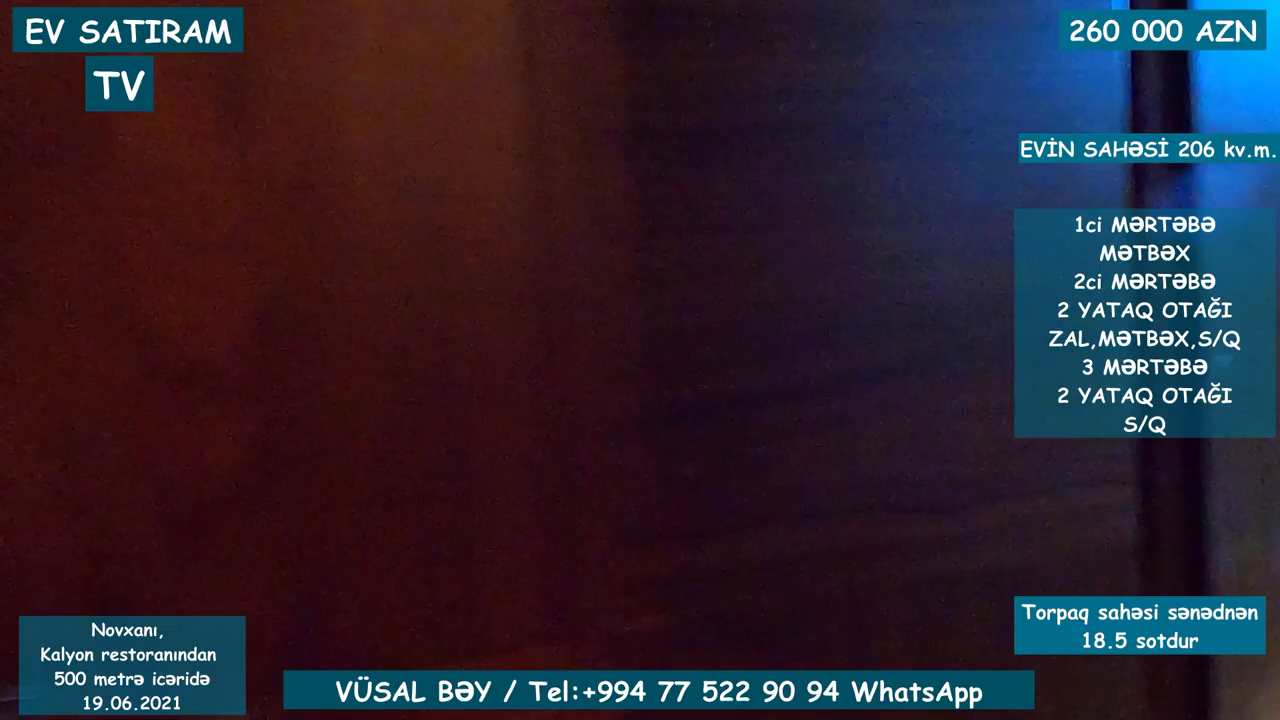 EV SATIRAM
TV
260 000 AZN
EVİN SAHƏSİ 206 kv.m.
1ci MƏRTƏBƏ
MƏTBƏX
2ci MƏRTƏBƏ
2 YATAQ OTAĞI
ZAL,MƏTBƏX,S/Q
3 MƏRTƏBƏ
2 YATAQ OTAĞI
S/Q
Torpaq sahəsi sənədnən
18.5 sotdur
Novxanı,
Kalyon restoranından
500 metrə icəridə
19.06.2021
VÜSAL BƏY / Tel:+994 77 522 90 94 WhatsApp